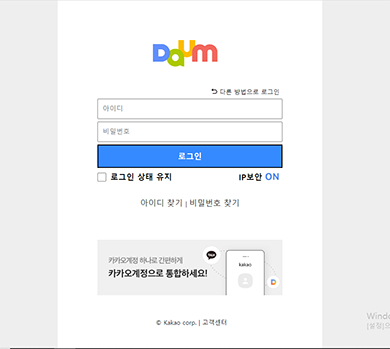 Daum
다른 방법으로 로그인
아이디
비밀번호
로그인
로그인 상태 유지 IP보안 ON
아이디 찾기 | 비밀번호 찾기
카카오계정 하나로 간편하게
카카오계정으로 통합하세요!
kakao
© Kakao corp. | 고객센터